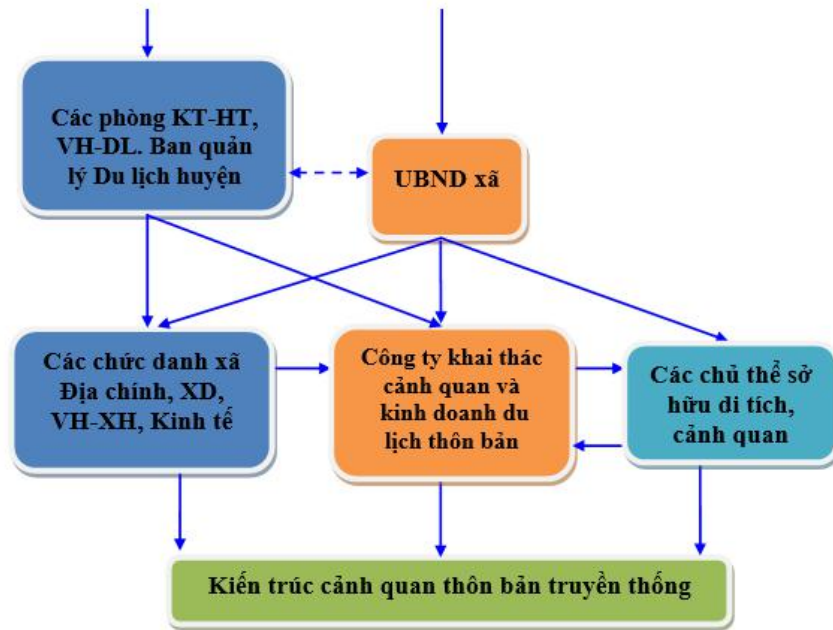 Các phòng KT-HT,
VH-DL. Ban quản
lý Du lịch huyện
UBND xã
Các chức danh xã
Địa chính, XD,
VH-XH, Kinh tế
Công ty khai thác
cảnh quan và
kinh doanh du
lịch thôn bản
Các chủ thể sở
hữu di tích,
cảnh quan
Kiến trúc cảnh quan thôn bản truyền thống